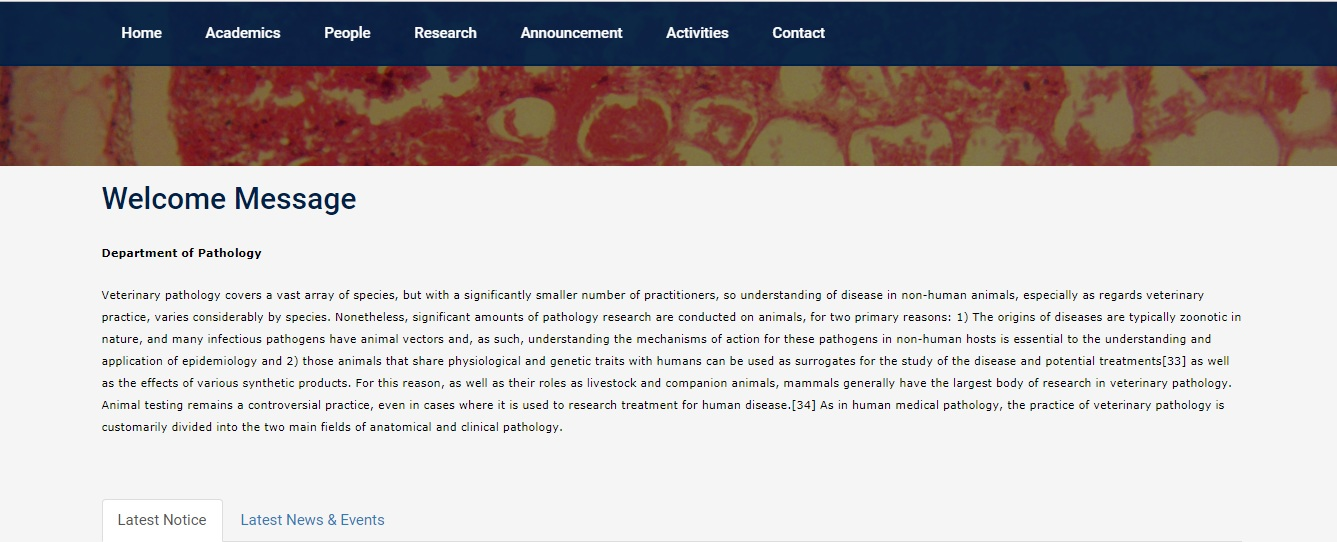 Home Academics People Research Announcement Activities Contact
Welcome Message
Department of Pathology
Veterinary pathology covers a vast array of species, but with a significantly smaller number of practitioners, so understanding of disease in non-human animals, especially as regards veterinary
practice, varies considerably by species. Nonetheless, significant amounts of pathology research are conducted on animals, for two primary reasons: 1) The origins of diseases are typically zoonotic in
nature, and many infectious pathogens have animal vectors and, as such, understanding the mechanisms of action for these pathogens in non-human hosts is essential to the understanding and
application of epidemiology and 2) those animals that share physiological and genetic traits with humans can be used as surrogates for the study of the disease and potential treatments[33] as well
as the effects of various synthetic products. For this reason, as well as their roles as livestock and companion animals, mammals generally have the largest body of research in veterinary pathology.
Animal testing remains a controversial practice, even in cases where it is used to research treatment for human disease.[34] As in human medical pathology, the practice of veterinary pathology is
customarily divided into the two main fields of anatomical and clinical pathology.
Latest Notice Latest News & Events